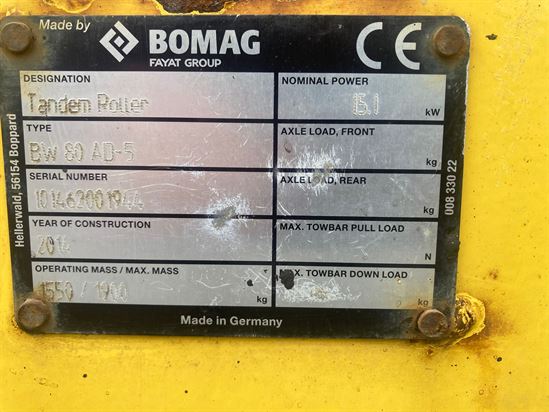 Made by
BOMAG
FAYAT GROUP
CE
DESIGNATION
Tandem Roller
NOMINAL POWER
15.1
kW
TYPE
BW 80 AD-5
AXLE LOAD, FRONT
kg
SERIAL NUMBER
101462001944
AXLE LOAD, REAR
kg
YEAR OF CONSTRUCTION
2014
MAX. TOWBAR PULL LOAD
N
OPERATING MASS / MAX. MASS
1550 / 1900
kg
MAX. TOWBAR DOWN LOAD
kg
Made in Germany
Hellerwald, 56154 Boppard
008 330 22